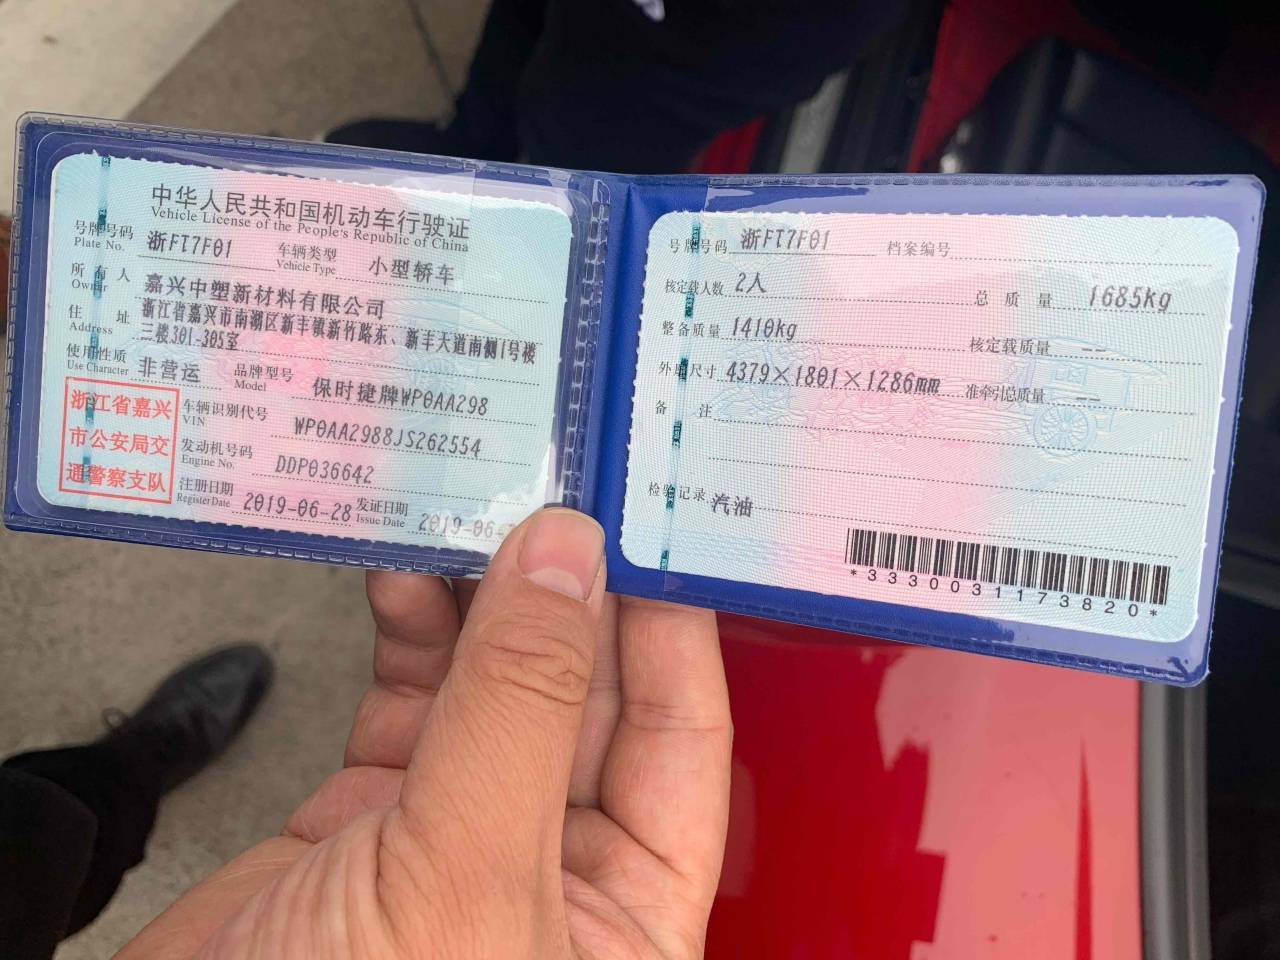 中华人民共和国机动车行驶证
Vehicle License of the People's Republic of China
号牌号码 浙FT7F01 车辆类型 小型轿车
Plate No. Vehicle Type
所有人 嘉兴中塑新材料有限公司
Owner
住址 浙江省嘉兴市南湖区新丰镇新竹路东、新丰大道南侧1号楼
Address 三楼301-305室
使用性质 非营运 品牌型号 保时捷牌WP0AA298
Use Character Model
浙江省嘉兴
市公安局交
通警察支队
车辆识别代号 WP0AA2988JS262554
VIN
发动机号码 DDP036642
Engine No.
注册日期 2019-06-28 发证日期 2019-06-
Register Date Issue Date
号牌号码 浙FT7F01 档案编号
核定载人数 2人 总质量 1685kg
整备质量 1410kg 核定载质量 --
外廓尺寸 4379×1801×1286mm 准牵引总质量 --
备注
检验记录 汽油
*3330031173820*